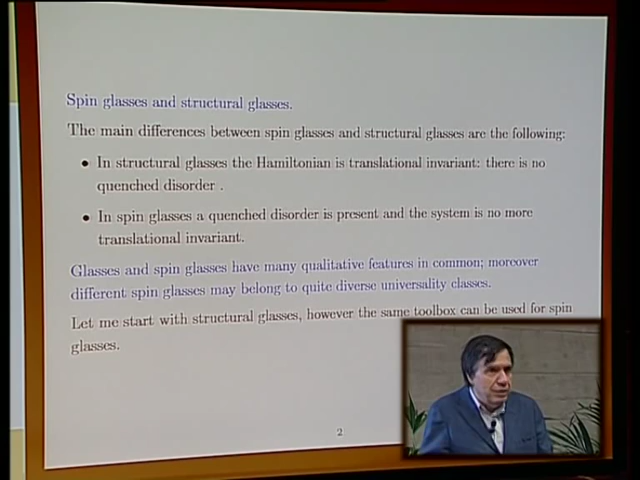 Spin glasses and structural glasses.
The main differences between spin glasses and structural glasses are the following:
• In structural glasses the Hamiltonian is translational invariant: there is no
quenched disorder .
• In spin glasses a quenched disorder is present and the system is no more
translational invariant.
Glasses and spin glasses have many qualitative features in common; moreover
different spin glasses may belong to quite diverse universality classes.
Let me start with structural glasses, however the same toolbox can be used for spin
glasses.
2